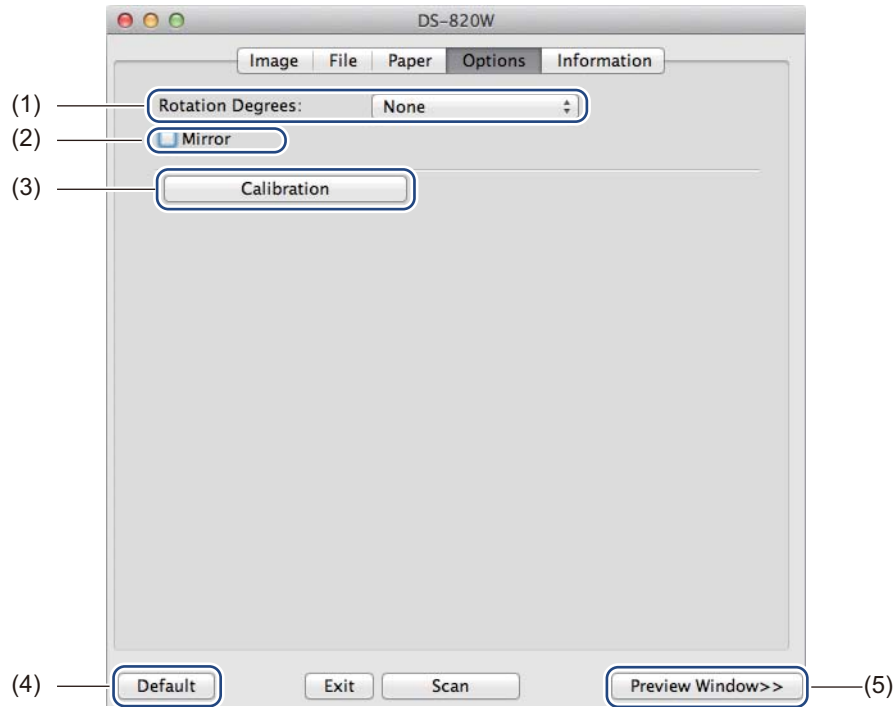 DS-820W
Image File Paper Options Information
(1) Rotation Degrees: None
(2) Mirror
(3) Calibration
(4) Default Exit Scan Preview Window>> (5)